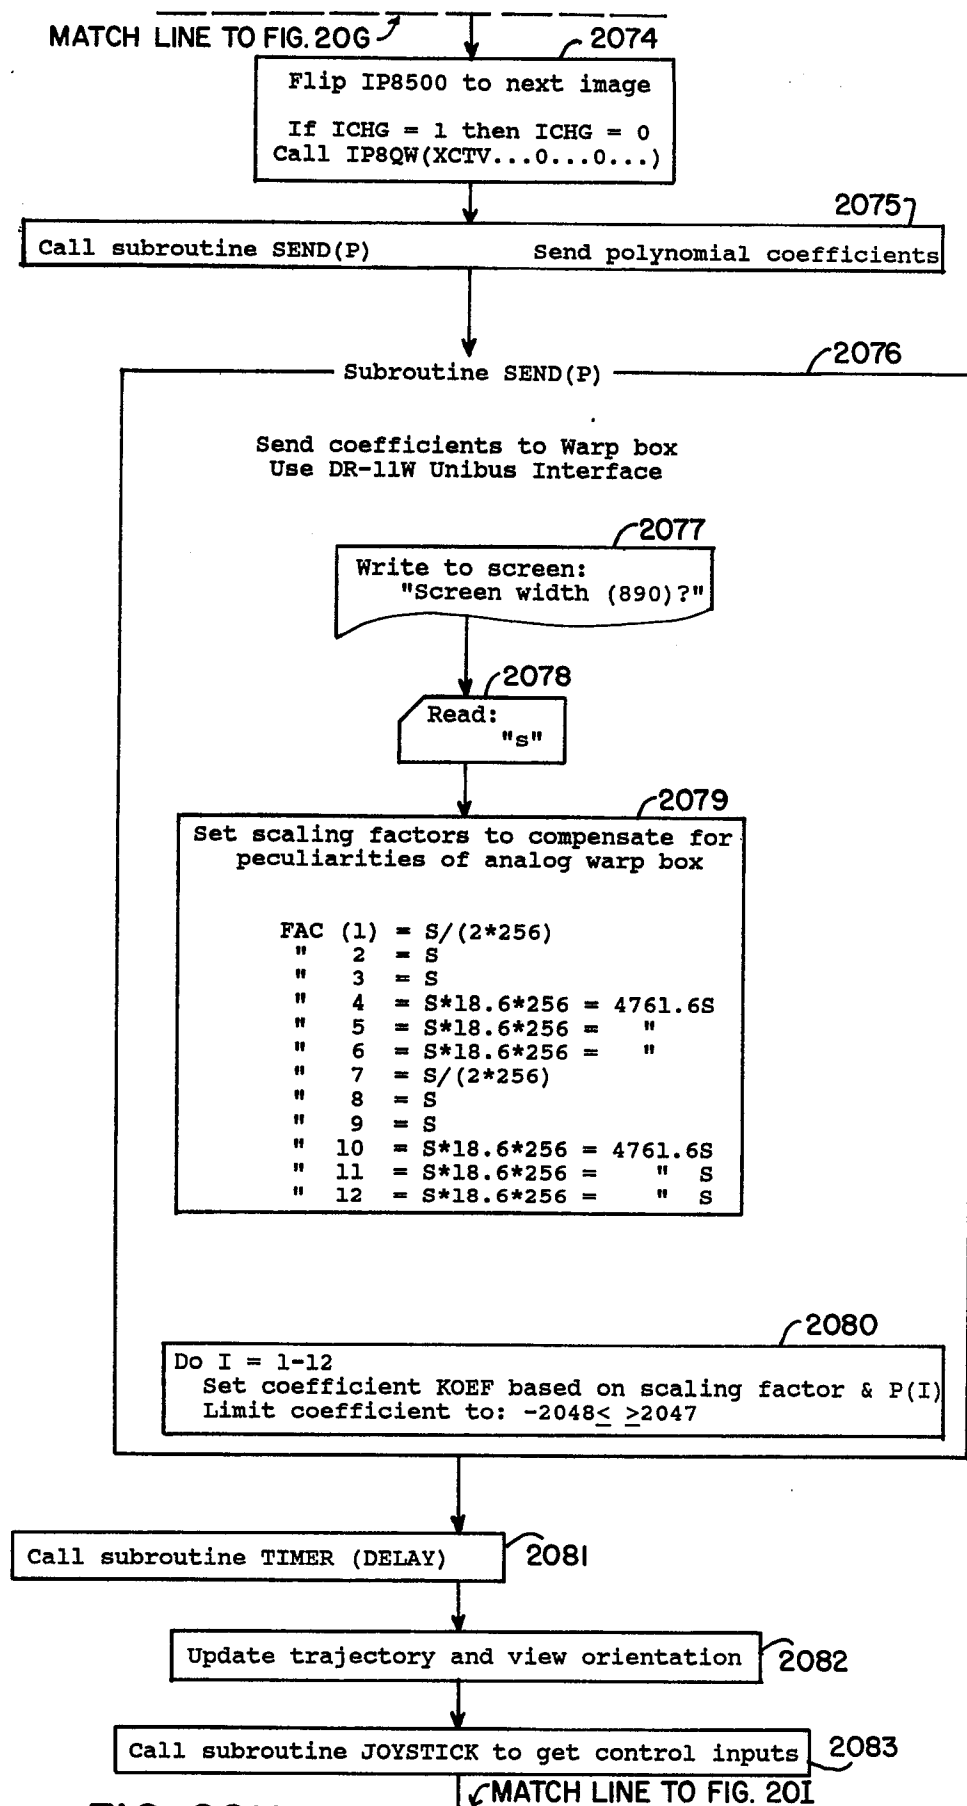 MATCH LINE TO FIG. 20G
2074
Flip IP8500 to next image
If ICHG = 1 then ICHG = 0
Call IP8QW(XCTV...0...0...)
2075
Call subroutine SEND(P) Send polynomial coefficients
2076
Subroutine SEND(P)
Send coefficients to Warp box
Use DR-11W Unibus Interface
2077
Write to screen:
"Screen width (890)?"
2078
Read:
"s"
2079
Set scaling factors to compensate for
peculiarities of analog warp box
FAC (1) = S/(2*256)
" 2 = S
" 3 = S
" 4 = S*18.6*256 = 4761.6S
" 5 = S*18.6*256 = "
" 6 = S*18.6*256 = "
" 7 = S/(2*256)
" 8 = S
" 9 = S
" 10 = S*18.6*256 = 4761.6S
" 11 = S*18.6*256 = " S
" 12 = S*18.6*256 = " S
2080
Do I = 1-12
Set coefficient KOEF based on scaling factor & P(I)
Limit coefficient to: -2048≤ ≥2047
Call subroutine TIMER (DELAY) 2081
Update trajectory and view orientation 2082
Call subroutine JOYSTICK to get control inputs 2083
MATCH LINE TO FIG. 20I